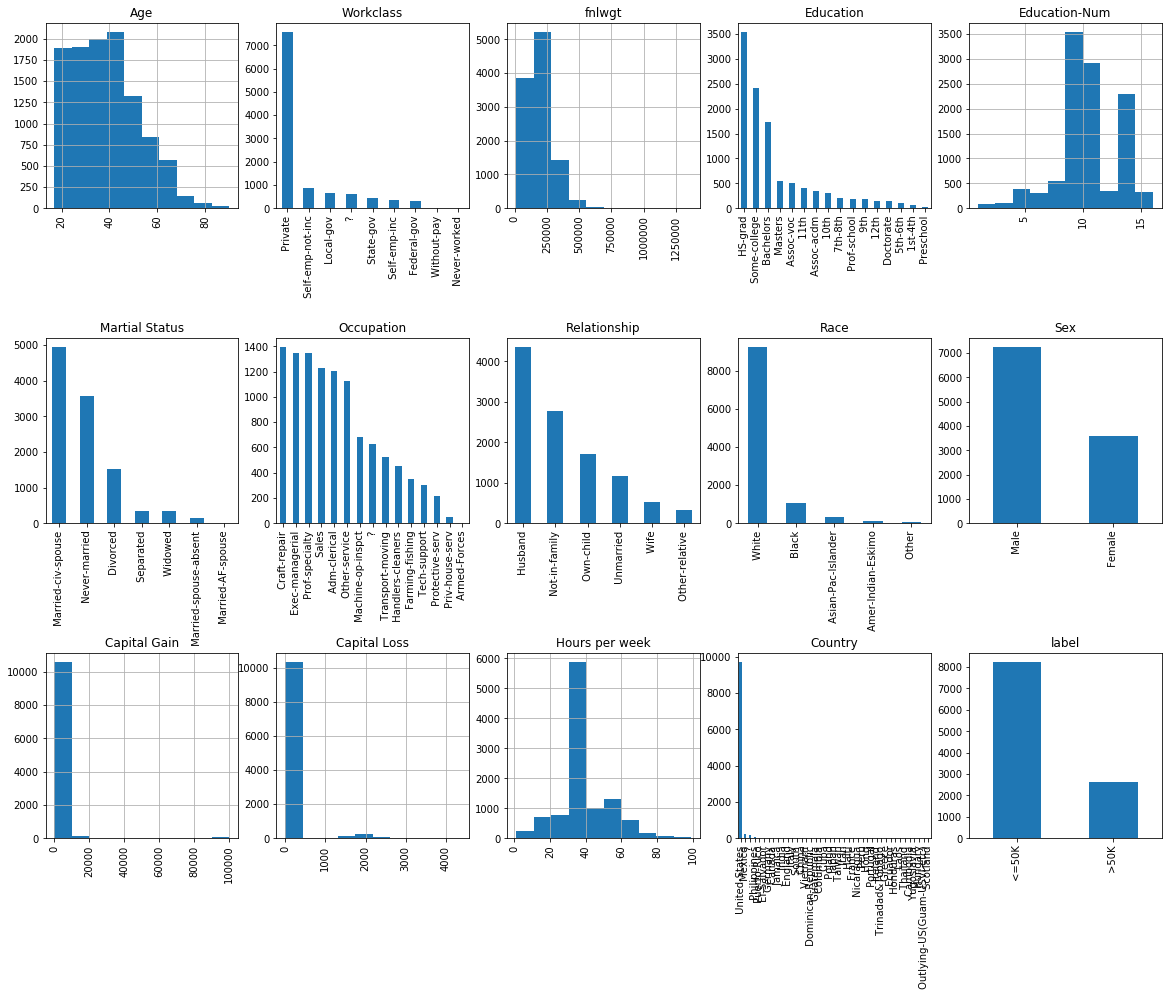 Age
2000
1750
1500
1250
1000
750
500
250
0
20
40
60
80
Workclass
7000
6000
5000
4000
3000
2000
1000
0
Private
Self-emp-not-inc
Local-gov
?
State-gov
Self-emp-inc
Federal-gov
Without-pay
Never-worked
fnlwgt
5000
4000
3000
2000
1000
0
0
250000
500000
750000
1000000
1250000
Education
3500
3000
2500
2000
1500
1000
500
0
HS-grad
Some-college
Bachelors
Masters
Assoc-voc
11th
Assoc-acdm
10th
7th-8th
Prof-school
9th
12th
Doctorate
5th-6th
1st-4th
Preschool
Education-Num
3500
3000
2500
2000
1500
1000
500
0
5
10
15
Martial Status
5000
4000
3000
2000
1000
0
Married-civ-spouse
Never-married
Divorced
Separated
Widowed
Married-spouse-absent
Married-AF-spouse
Occupation
1400
1200
1000
800
600
400
200
0
Craft-repair
Exec-managerial
Prof-specialty
Sales
Adm-clerical
Other-service
Machine-op-inspct
?
Transport-moving
Handlers-cleaners
Farming-fishing
Tech-support
Protective-serv
Priv-house-serv
Armed-Forces
Relationship
4000
3000
2000
1000
0
Husband
Not-in-family
Own-child
Unmarried
Wife
Other-relative
Race
8000
6000
4000
2000
0
White
Black
Asian-Pac-Islander
Amer-Indian-Eskimo
Other
Sex
7000
6000
5000
4000
3000
2000
1000
0
Male
Female
Capital Gain
10000
8000
6000
4000
2000
0
0
20000
40000
60000
80000
100000
Capital Loss
10000
8000
6000
4000
2000
0
0
1000
2000
3000
4000
Hours per week
6000
5000
4000
3000
2000
1000
0
0
20
40
60
80
100
Country
10000
8000
6000
4000
2000
0
United-States
Mexico
Philippines
Dominican-Republic
Nicaragua
Trinadad&Tobago
Outlying-US(Guam-USVI-etc)
Scotland
label
8000
7000
6000
5000
4000
3000
2000
1000
0
<=50K
>50K